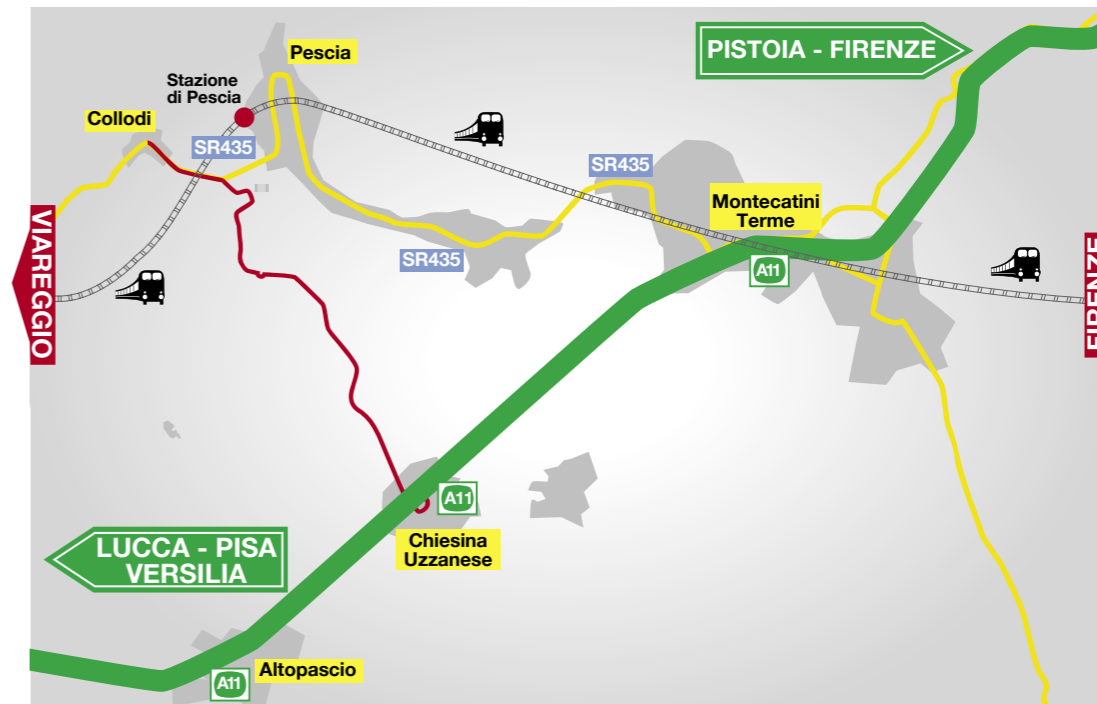 PISTOIA - FIRENZE
Pescia
Stazione
di Pescia
Collodi
SR435
SR435
Montecatini
Terme
SR435
A11
VIAREGGIO
FIRENZE
A11
Chiesina
Uzzanese
LUCCA - PISA
VERSILIA
Altopascio
A11